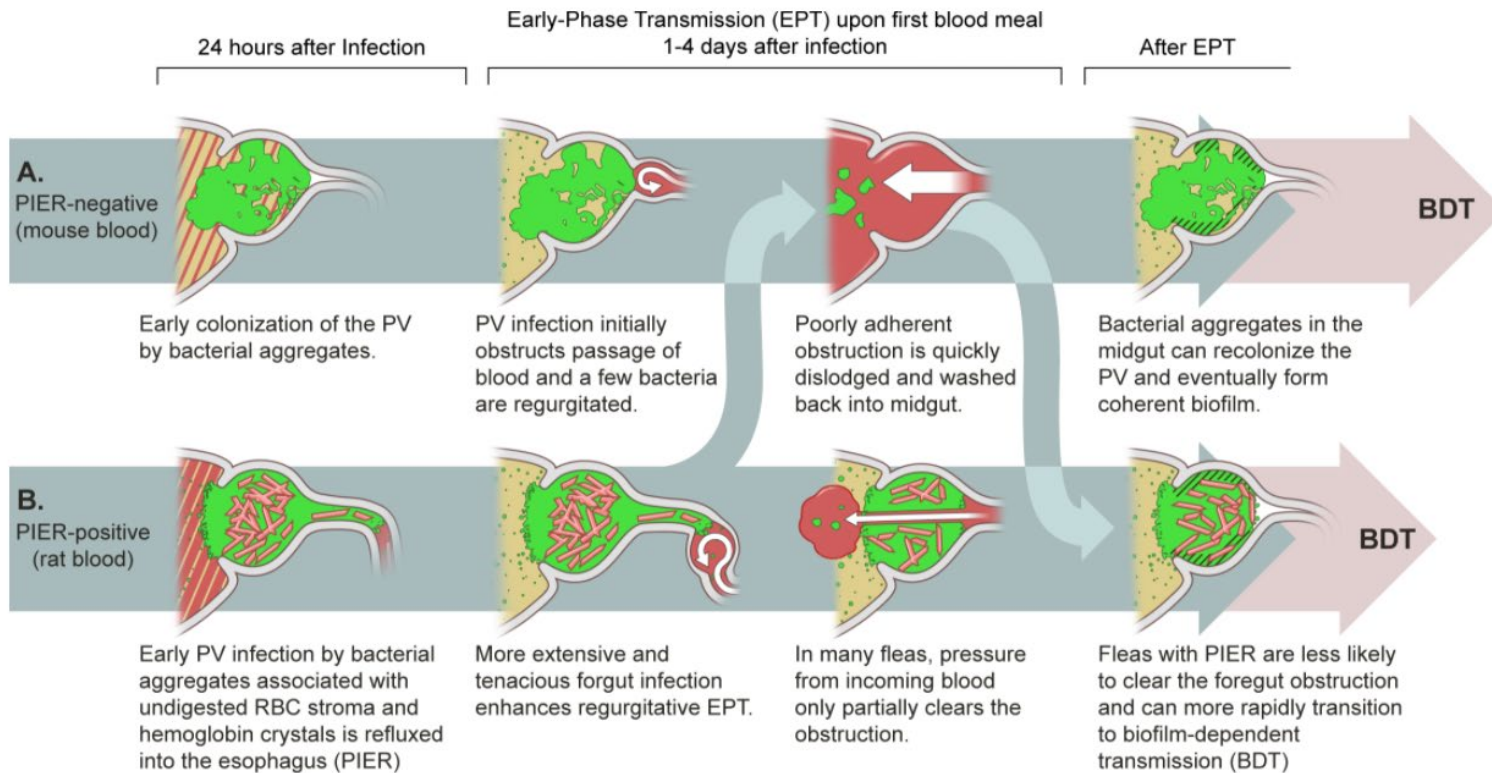 Early-Phase Transmission (EPT) upon first blood meal
24 hours after Infection
1-4 days after infection
After EPT
A.
PIER-negative
(mouse blood)
BDT
Early colonization of the PV
by bacterial aggregates.
PV infection initially
obstructs passage of
blood and a few bacteria
are regurgitated.
Poorly adherent
obstruction is quickly
dislodged and washed
back into midgut.
Bacterial aggregates in the
midgut can recolonize the
PV and eventually form
coherent biofilm.
B.
PIER-positive
(rat blood)
BDT
Early PV infection by bacterial
aggregates associated with
undigested RBC stroma and
hemoglobin crystals is refluxed
into the esophagus (PIER)
More extensive and
tenacious forgut infection
enhances regurgitative EPT.
In many fleas, pressure
from incoming blood
only partially clears the
obstruction.
Fleas with PIER are less likely
to clear the foregut obstruction
and can more rapidly transition
to biofilm-dependent
transmission (BDT)